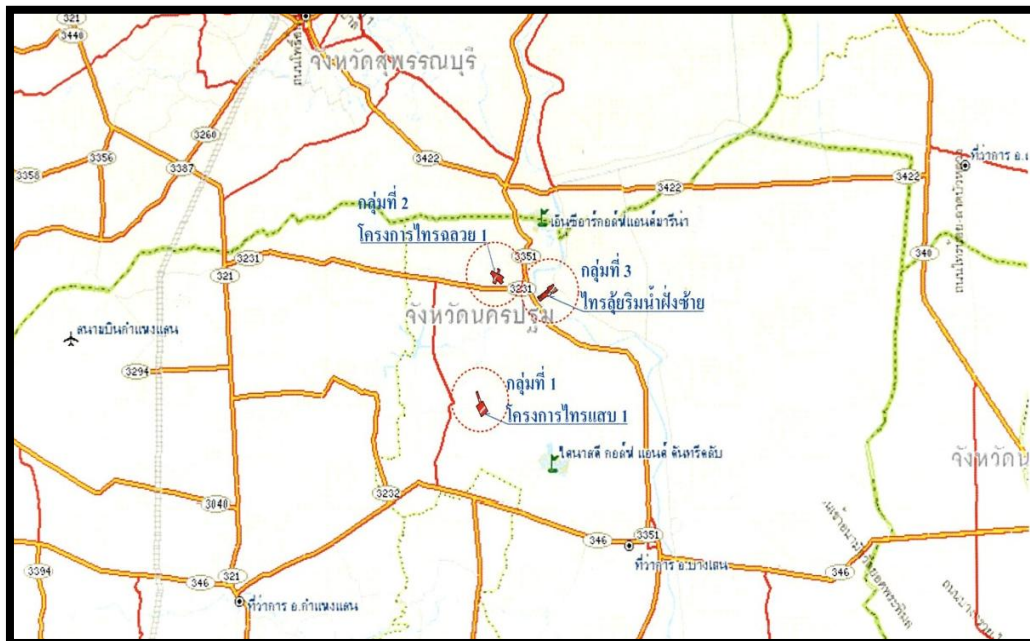 321
3440
จังหวัดสุพรรณบุรี
3260
3356
3387
3358
3422
3422
3422
ที่ว่าการ อ.
กลุ่มที่ 2
โครงการไทรฉลวย 1
เอ็นซีอาร์กอล์ฟแอนด์มารีน่า
3231
3351
340
321
กลุ่มที่ 3
3231
ไทรลุ้ยริมน้ำฝั่งซ้าย
จังหวัดนครปฐม
สนามบินกำแพงแสน
3294
กลุ่มที่ 1
โครงการไทรแสบ 1
ไดนาสตี้ กอล์ฟ แอนด์ คันทรีคลับ
จังหวัดน
3232
3040
346
3351
3394
346
321
ที่ว่าการ อ.บางเลน
346
ที่ว่าการ อ.กำแพงแสน